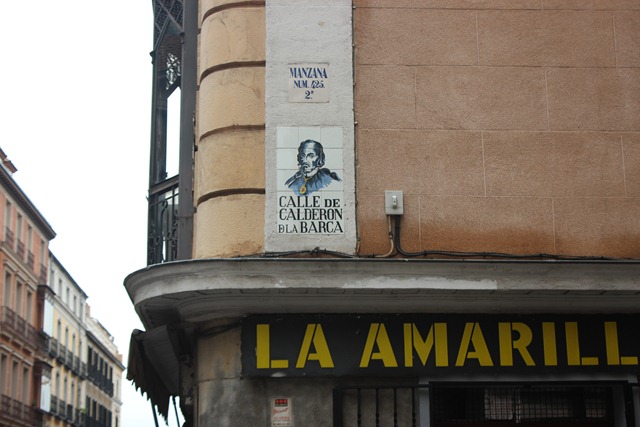 MANZANA
NUM. 425.
2ª
CALLE DE
CALDERON
D LA BARCA
LA AMARILL